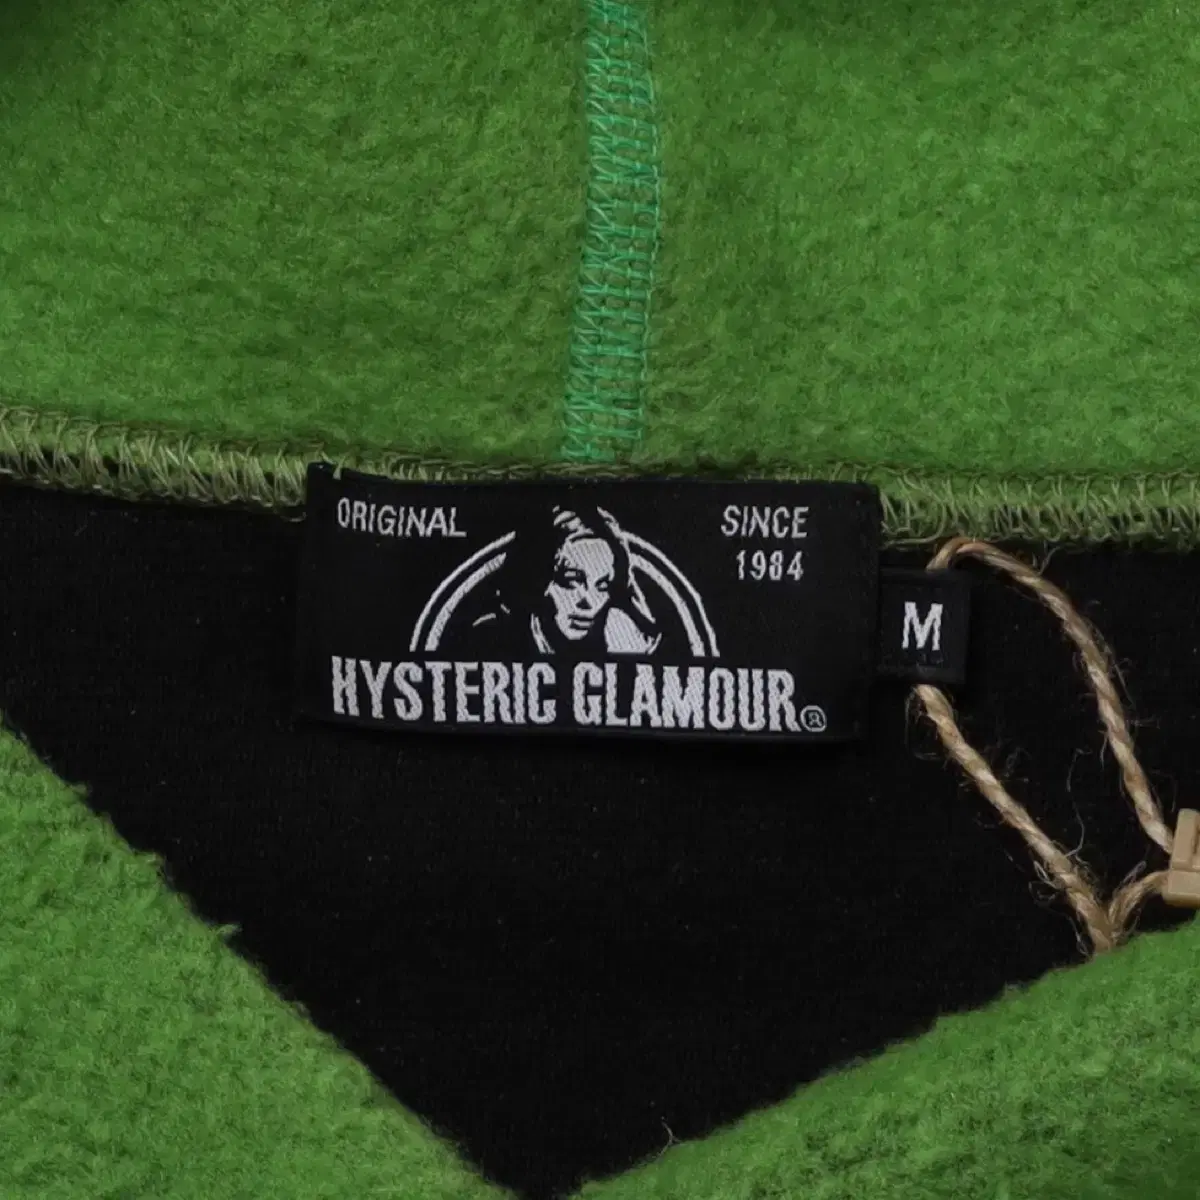 ORIGINAL
SINCE
1984
HYSTERIC GLAMOUR®
M